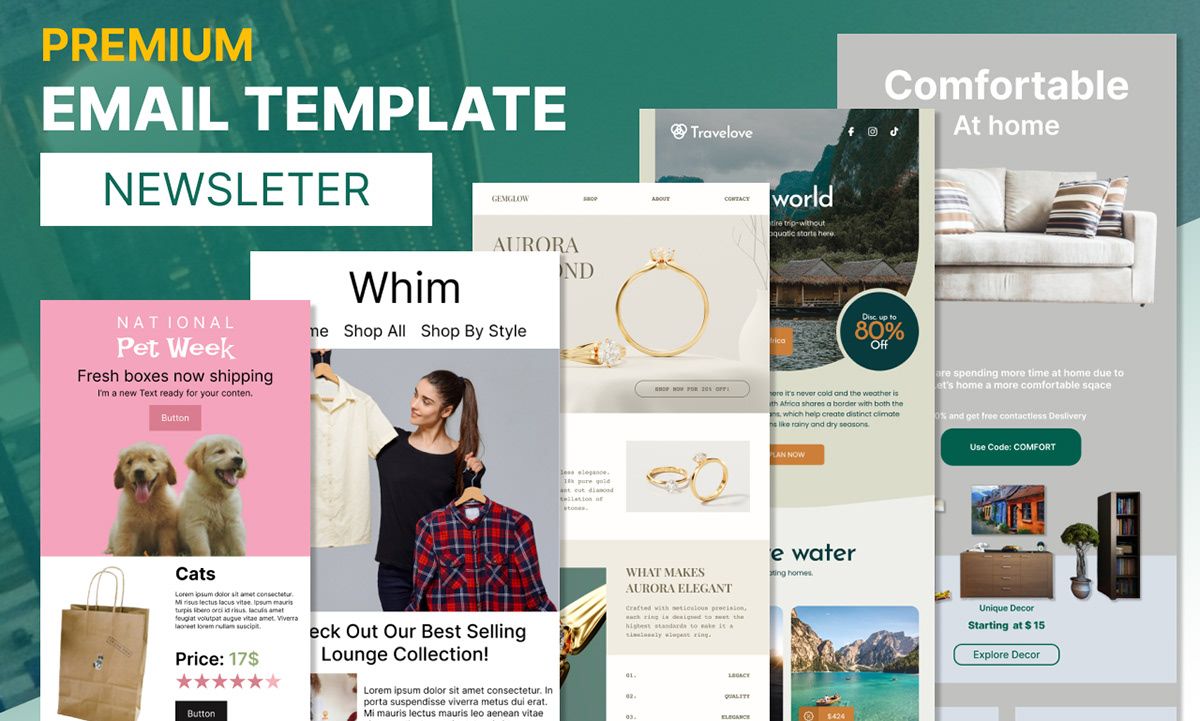 PREMIUM
EMAIL TEMPLATE
NEWSLETER
NATIONAL
Pet Week
Fresh boxes now shipping
I'm a new Text ready for your conten.
Button
Cats
Lorem ipsum dolor sit amet, consectetur.
Mi risus lectus lacus vitae. Ipsum mauris
turpis libero orci id risus. Iaculis amet
feugiat volutpat augue vitae amet. Viverra
laoreet lorem nullam suscipit.
Price: 17$
Button
Whim
me Shop All Shop By Style
eck Out Our Best Selling
Lounge Collection!
Lorem ipsum dolor sit amet, consectetur. In
porta suspendisse viverra metus dui erat.
Mi mauris mauris leo aenean vitae
GEMGLOW SHOP ABOUT CONTACT
AURORA
OND
SHOP NOW FOR 20% OFF!
less elegance.
18k pure gold
ant cut diamond
tellation of
stones.
WHAT MAKES
AURORA ELEGANT
Crafted with meticulous precision,
each ring is designed to meet the
highest standards to make it a
timelessly elegant ring.
01. LEGACY
02. QUALITY
03. ELEGANCE
Travelove
world
tire trip-without
aquatic starts here.
Disc. up to
80%
Off
frica
here it's never cold and the weather is
th Africa shares a border with both the
ans, which help create distinct climate
ns like rainy and dry seasons.
PLAN NOW
e water
ating homes.
$424
Comfortable
At home
are spending more time at home due to
Let's home a more comfortable sqace
0% and get free contactless Deslivery
Use Code: COMFORT
Unique Decor
Starting at $ 15
Explore Decor